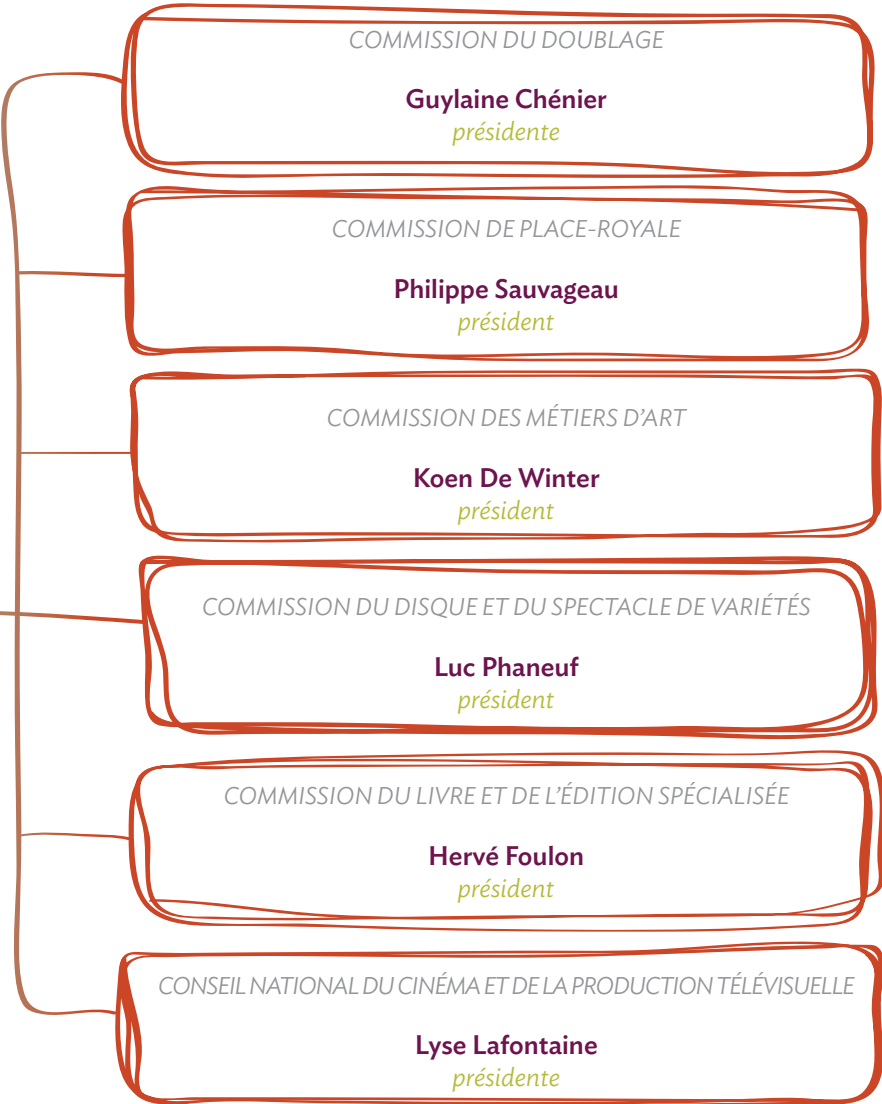 COMMISSION DU DOUBLAGE
Guylaine Chénier
présidente
COMMISSION DE PLACE-ROYALE
Philippe Sauvageau
président
COMMISSION DES MÉTIERS D'ART
Koen De Winter
président
COMMISSION DU DISQUE ET DU SPECTACLE DE VARIÉTÉS
Luc Phaneuf
président
COMMISSION DU LIVRE ET DE L'ÉDITION SPÉCIALISÉE
Hervé Foulon
président
CONSEIL NATIONAL DU CINÉMA ET DE LA PRODUCTION TÉLÉVISUELLE
Lyse Lafontaine
présidente